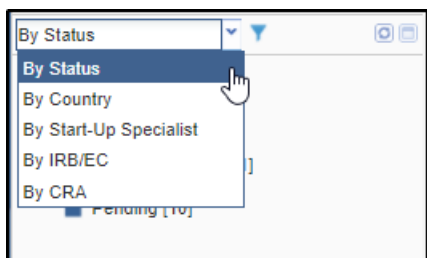 By Status
By Status
By Country
By Start-Up Specialist
By IRB/EC
By CRA
Pending [10]